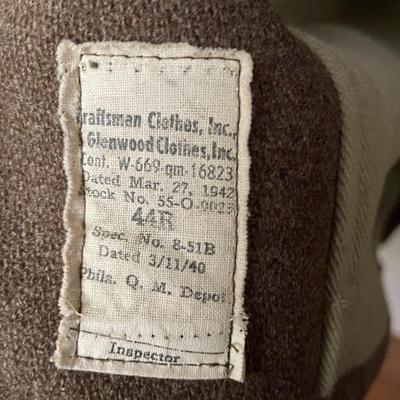 Craftsman Clothes, Inc.,
Glenwood Clothes, Inc.
Cont. W-669-qm-16823
Dated Mar. 27, 1942
Stock No. 55-O-0023
44R
Spec. No. 8-51B
Dated 3/11/40
Phila. Q. M. Depot
Inspector